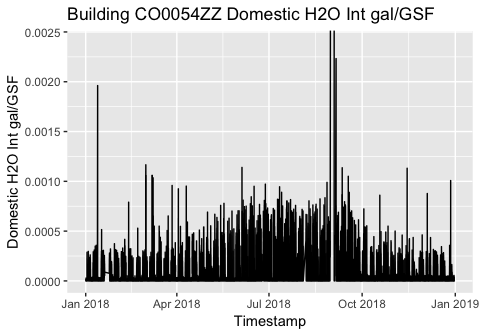 Building CO0054ZZ Domestic H2O Int gal/GSF
Domestic H2O Int gal/GSF
0.0025
0.0020
0.0015
0.0010
0.0005
0.0000
Jan 2018 Apr 2018 Jul 2018 Oct 2018 Jan 2019
Timestamp